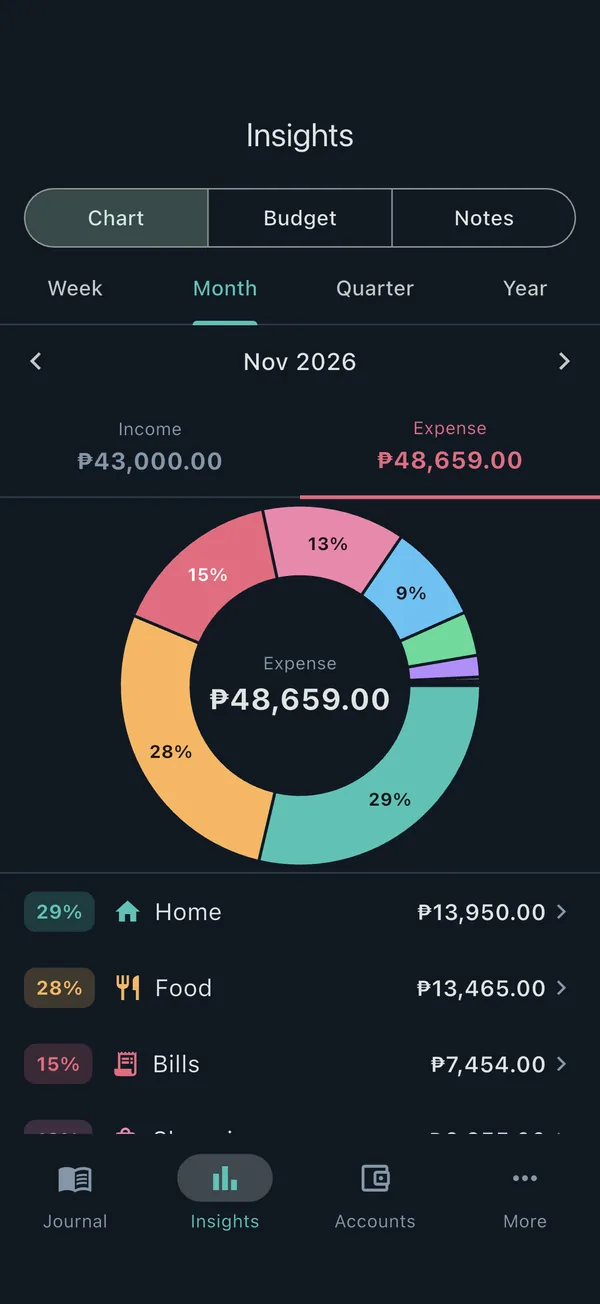 Insights
Chart Budget Notes
Week Month Quarter Year
Nov 2026
Income Expense
₱43,000.00 ₱48,659.00
13%
15%
9%
Expense
₱48,659.00
28%
29%
29% Home ₱13,950.00
28% Food ₱13,465.00
15% Bills ₱7,454.00
Journal Insights Accounts More